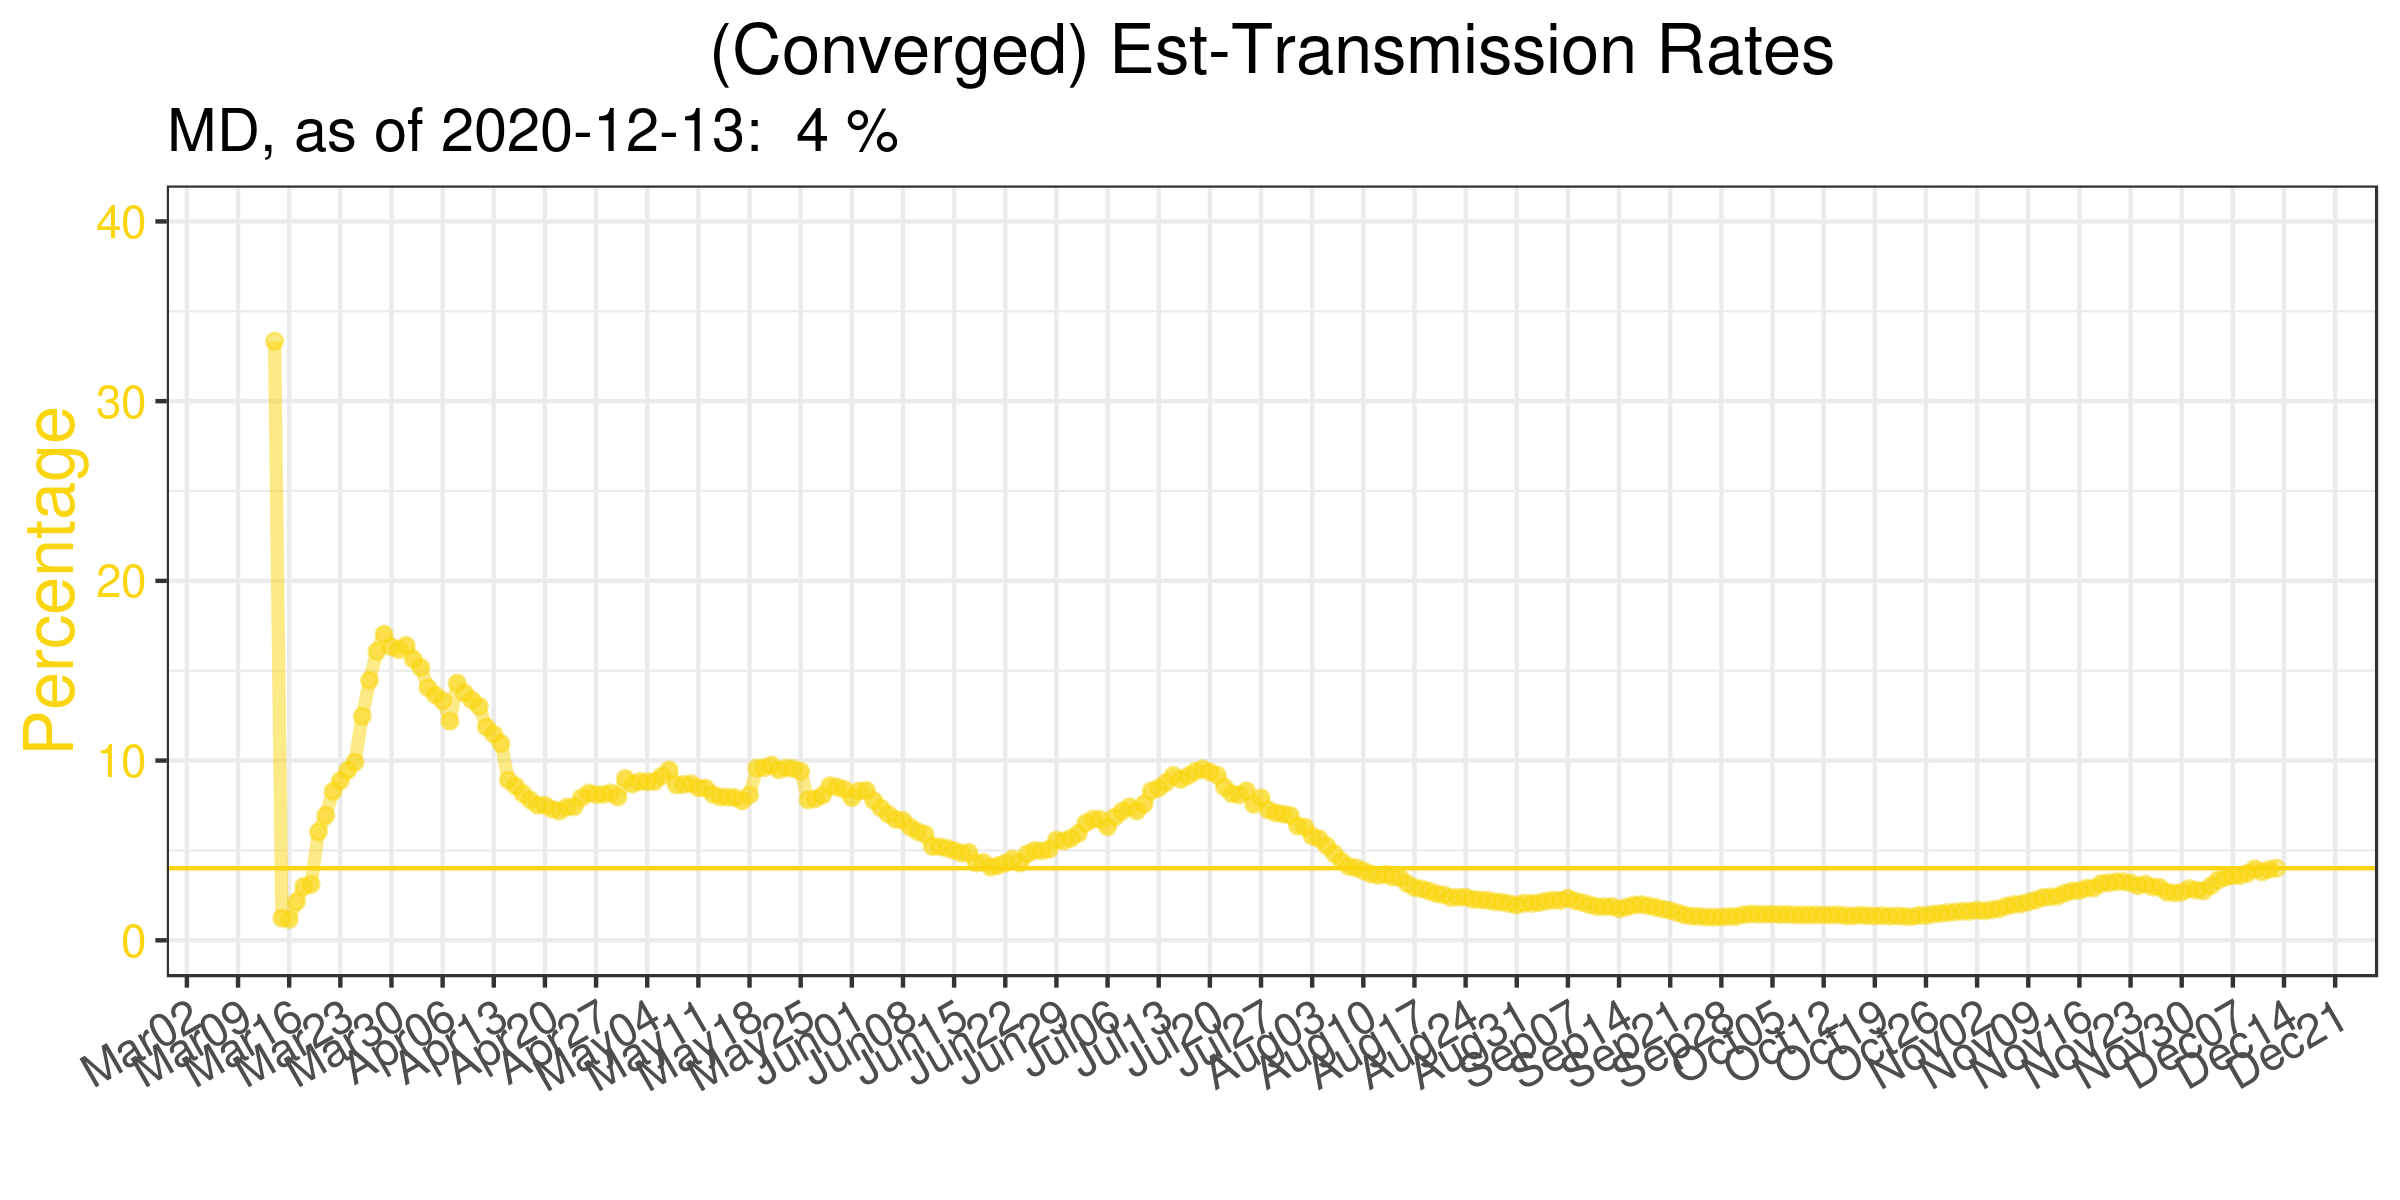 (Converged) Est-Transmission Rates
MD, as of 2020-12-13:  4 %
Percentage
40
30
20
10
0
Mar02
Mar09
Mar16
Mar23
Mar30
Apr06
Apr13
Apr20
Apr27
May04
May11
May18
May25
Jun01
Jun08
Jun15
Jun22
Jun29
Jul06
Jul13
Jul20
Jul27
Aug03
Aug10
Aug17
Aug24
Aug31
Sep07
Sep14
Sep21
Sep28
Oct05
Oct12
Oct19
Oct26
Nov02
Nov09
Nov16
Nov23
Nov30
Dec07
Dec14
Dec21